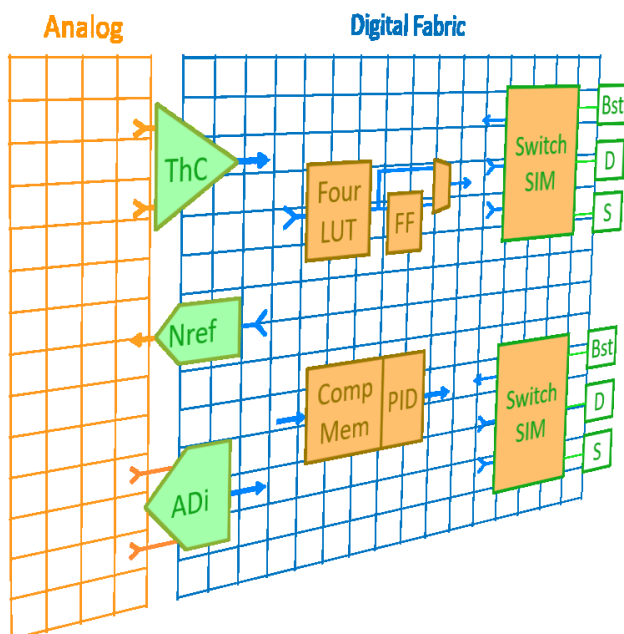 Analog
Digital Fabric
ThC
Four
LUT
FF
Switch
SIM
Bst
D
S
Nref
Comp
Mem
PID
Switch
SIM
Bst
D
S
ADi